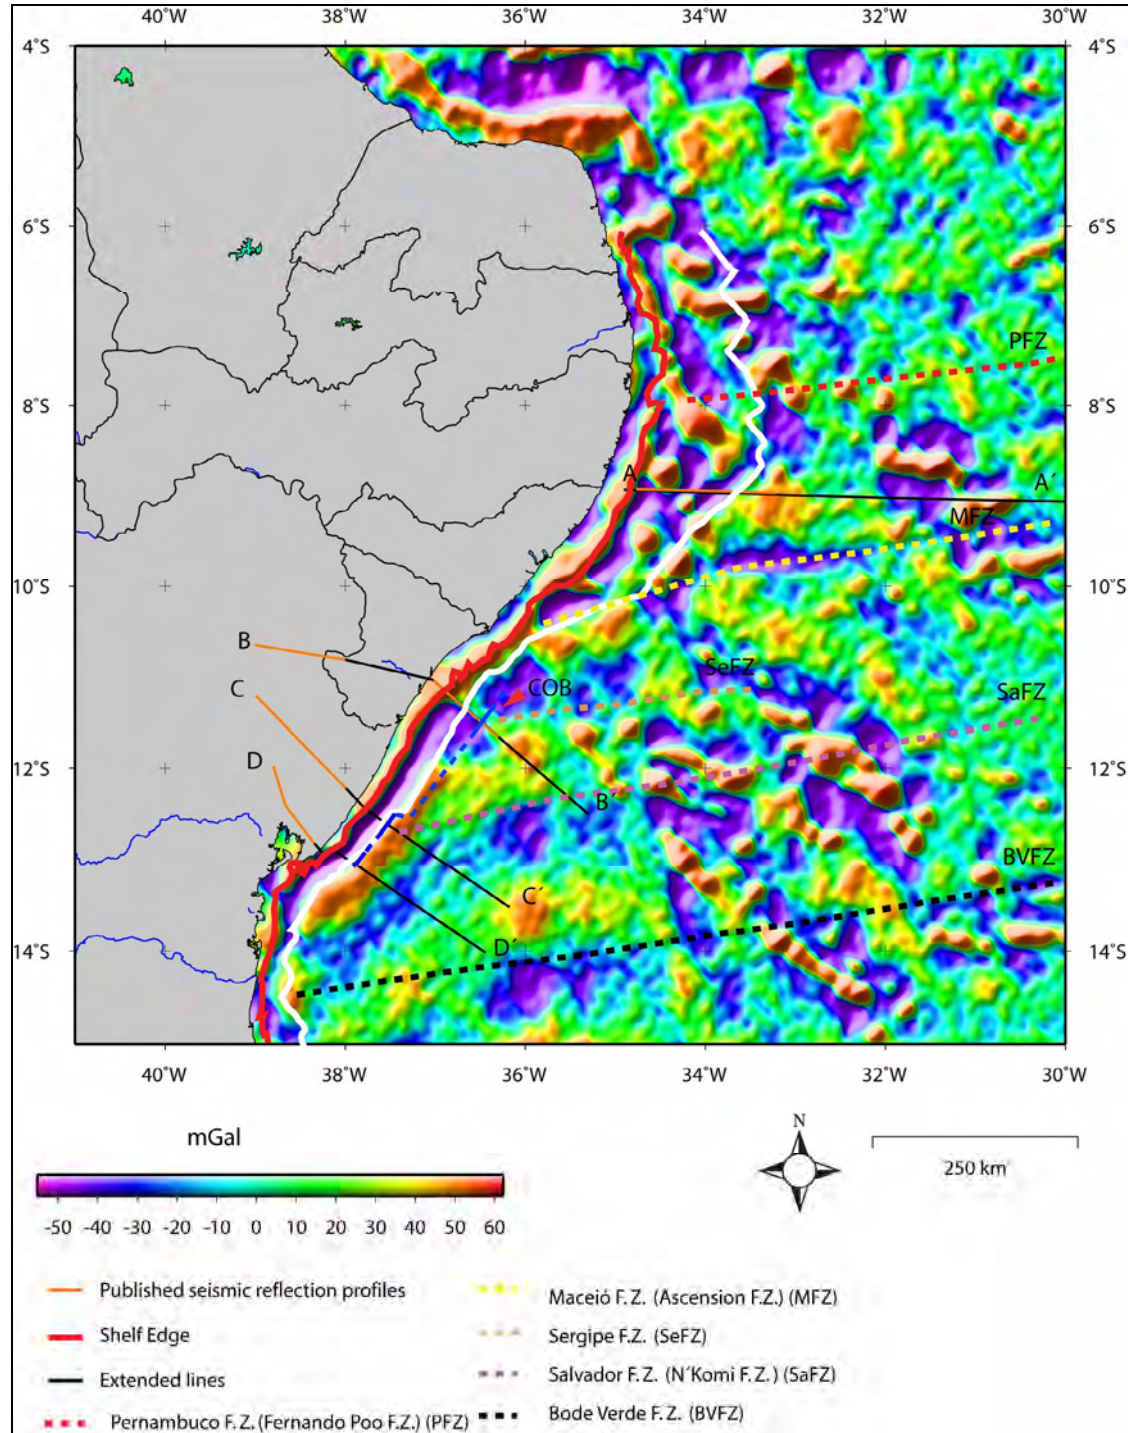 40°W 38°W 36°W 34°W 32°W 30°W
4°S 4°S
6°S 6°S
PFZ
8°S 8°S
A A´
MFZ
10°S 10°S
B
SeFZ
C COB SaFZ
D
12°S 12°S
B´
BVFZ
C´
D´
14°S 14°S
40°W 38°W 36°W 34°W 32°W 30°W
mGal
N
250 km
-50 -40 -30 -20 -10 0 10 20 30 40 50 60
Published seismic reflection profiles
Shelf Edge
Extended lines
Pernambuco F.Z. (Fernando Poo F.Z.) (PFZ)
Maceió F.Z. (Ascension F.Z.) (MFZ)
Sergipe F.Z. (SeFZ)
Salvador F.Z. (N´Komi F.Z.) (SaFZ)
Bode Verde F.Z. (BVFZ)